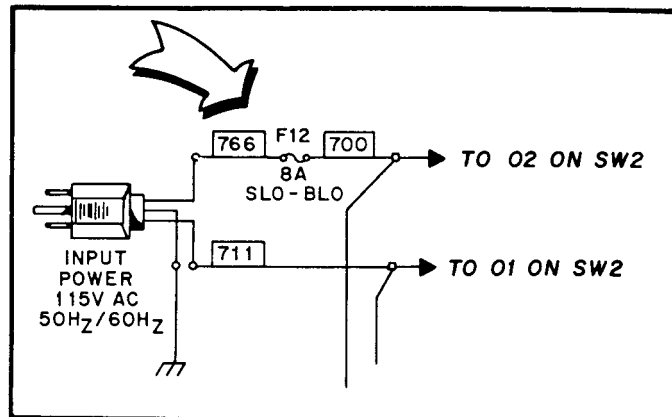 766
F12
700
8A
SLO-BLO
TO 02 ON SW2
711
TO 01 ON SW2
INPUT
POWER
115V AC
50HZ/60HZ